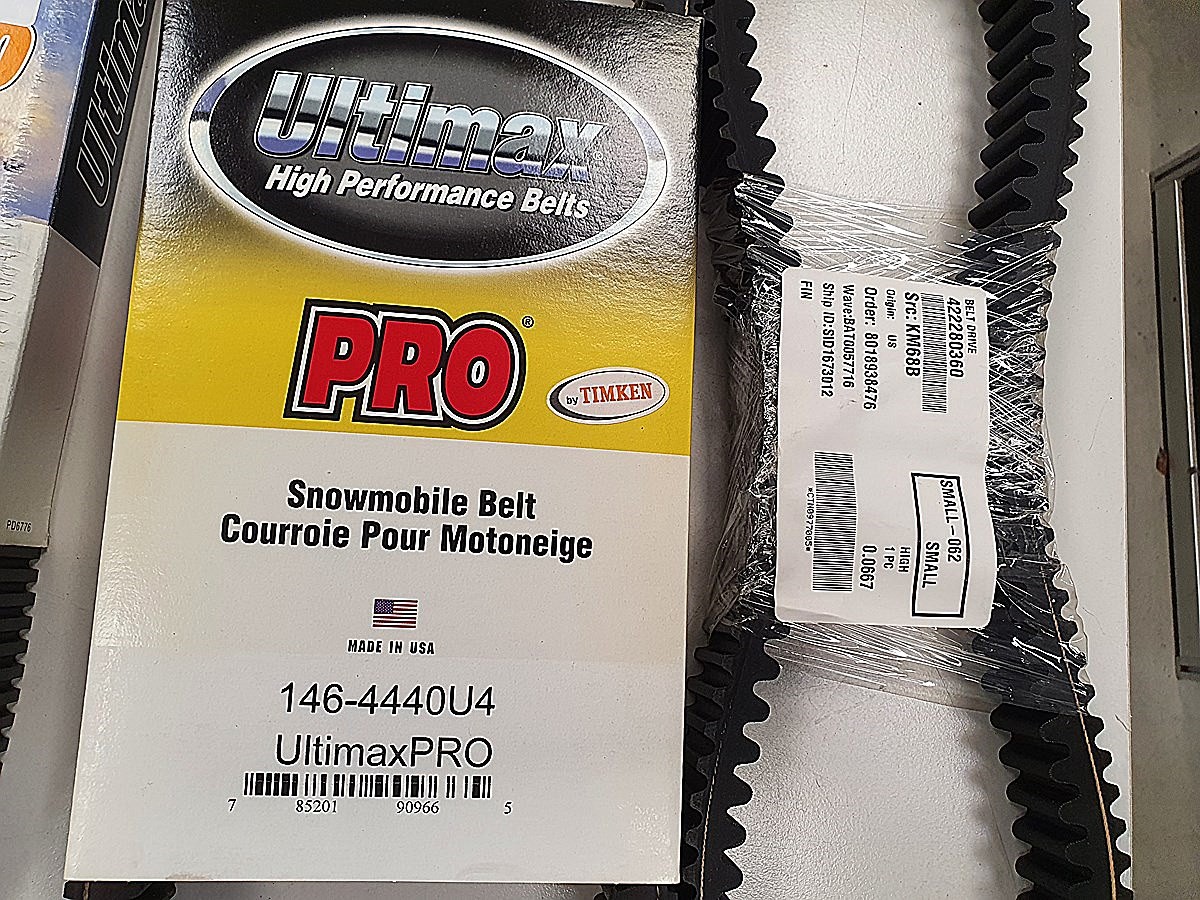 Ultimax
High Performance Belts
PRO®
by TIMKEN
Snowmobile Belt
Courroie Pour Motoneige
MADE IN USA
146-4440U4
UltimaxPRO
7 85201 90966 5
PD6776
BELT DRIVE
422280360
Src: KM68B
Origin: US
Order: 8018938476
Wave:BAT0057716
Ship ID:SID1673012
FIN
SMALL-062
SMALL
HIGH
1 PC
0.0667